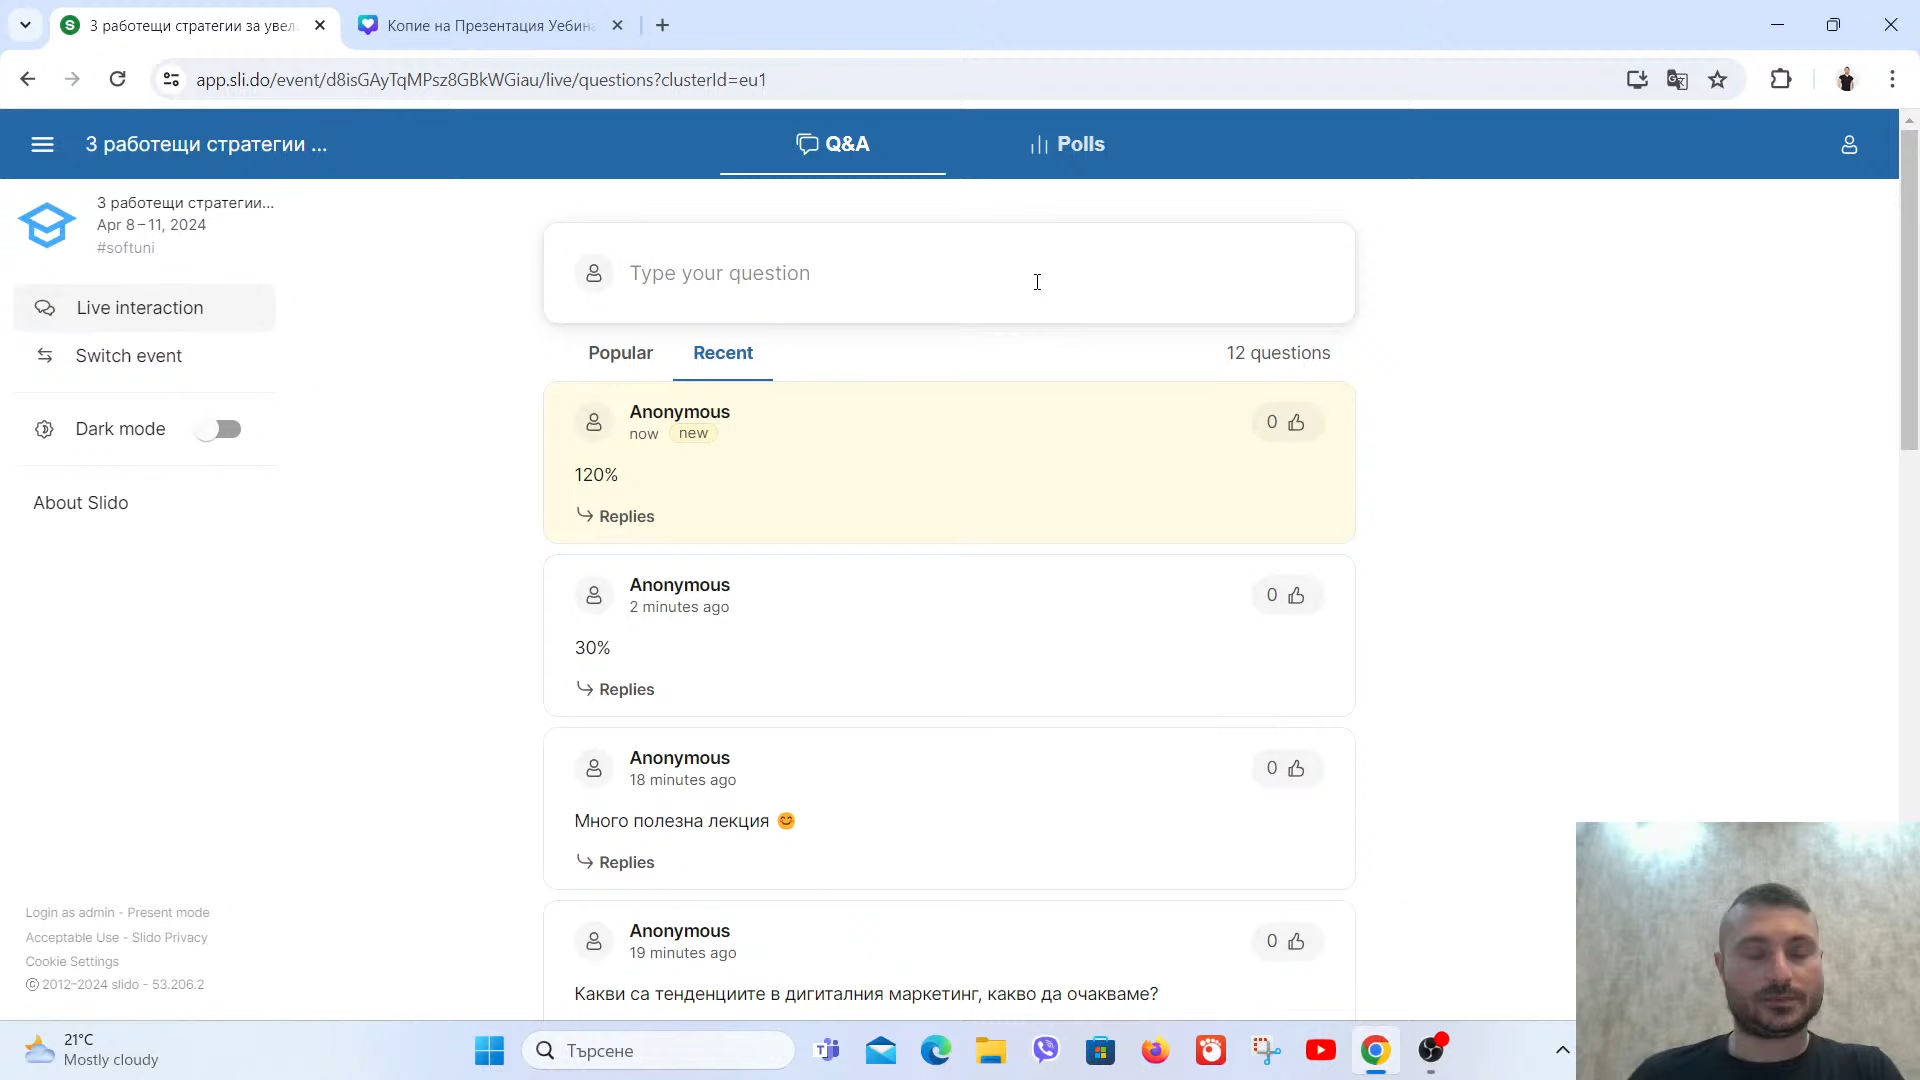 3 работещи стратегии за увел
Копие на Презентация Уебина
app.sli.do/event/d8isGAyTqMPsz8GBkWGiau/live/questions?clusterId=eu1
3 работещи стратегии ...
Q&A
Polls
3 работещи стратегии...
Apr 8 – 11, 2024
#softuni
Live interaction
Switch event
Dark mode
About Slido
Type your question
Popular
Recent
12 questions
Anonymous
now new
0
120%
Replies
Anonymous
2 minutes ago
0
30%
Replies
Anonymous
18 minutes ago
0
Много полезна лекция 😊
Replies
Anonymous
19 minutes ago
0
Какви са тенденциите в дигиталния маркетинг, какво да очакваме?
Login as admin - Present mode
Acceptable Use - Slido Privacy
Cookie Settings
© 2012–2024 slido - 53.206.2
21°C
Mostly cloudy
Търсене